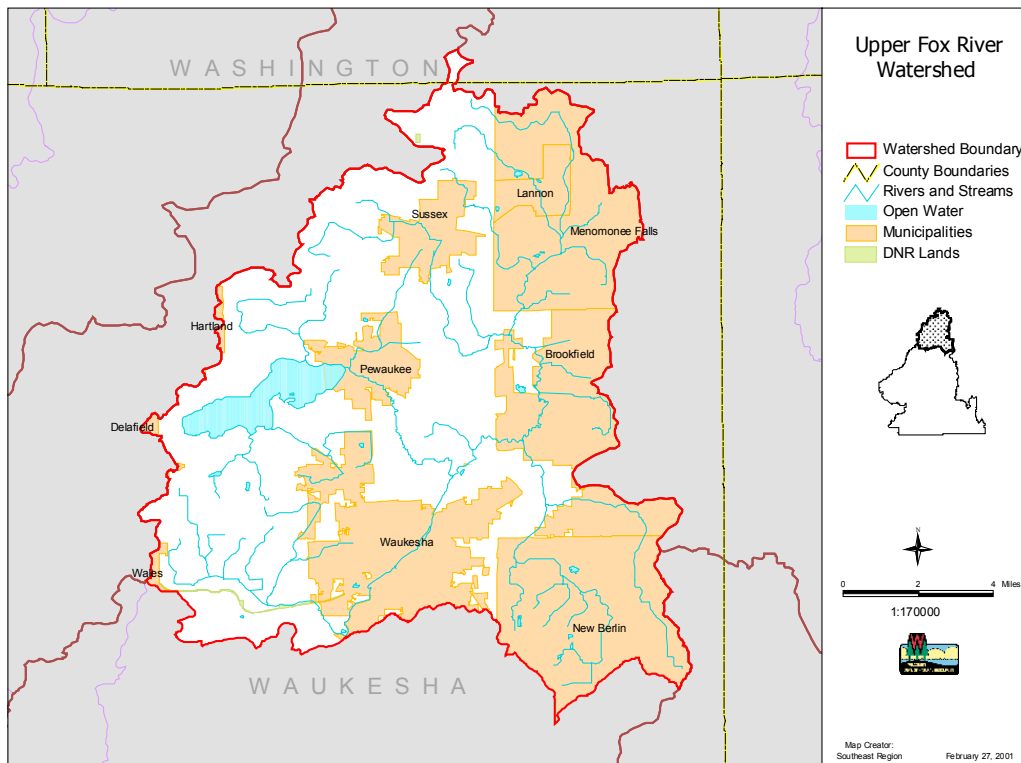 Upper Fox River
Watershed
WASHINGTON
Watershed Boundary
County Boundaries
Rivers and Streams
Open Water
Municipalities
DNR Lands
Lannon
Sussex
Menomonee Falls
Hartland
Brookfield
Pewaukee
Delafield
Waukesha
Wales
New Berlin
WAUKESHA
N
0 2 4 Miles
1:170000
Map Creator:
Southeast Region February 27, 2001